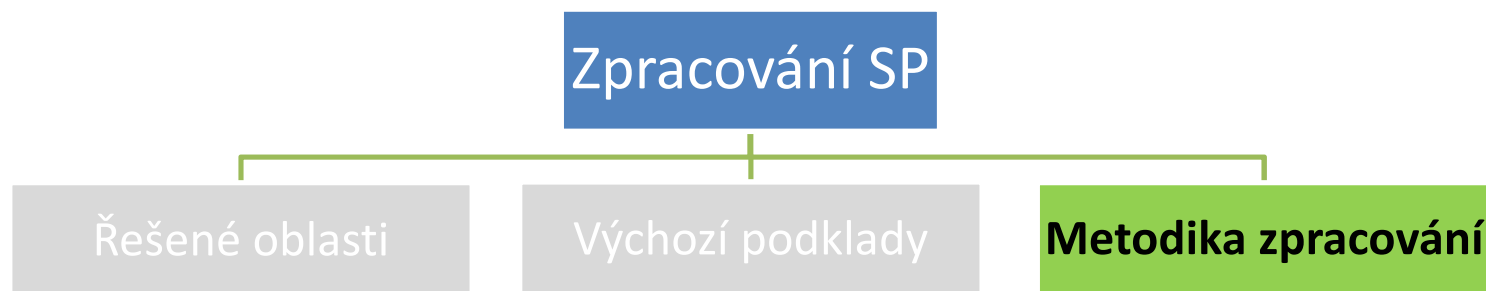 Zpracování SP
Řešené oblasti
Výchozí podklady
Metodika zpracování